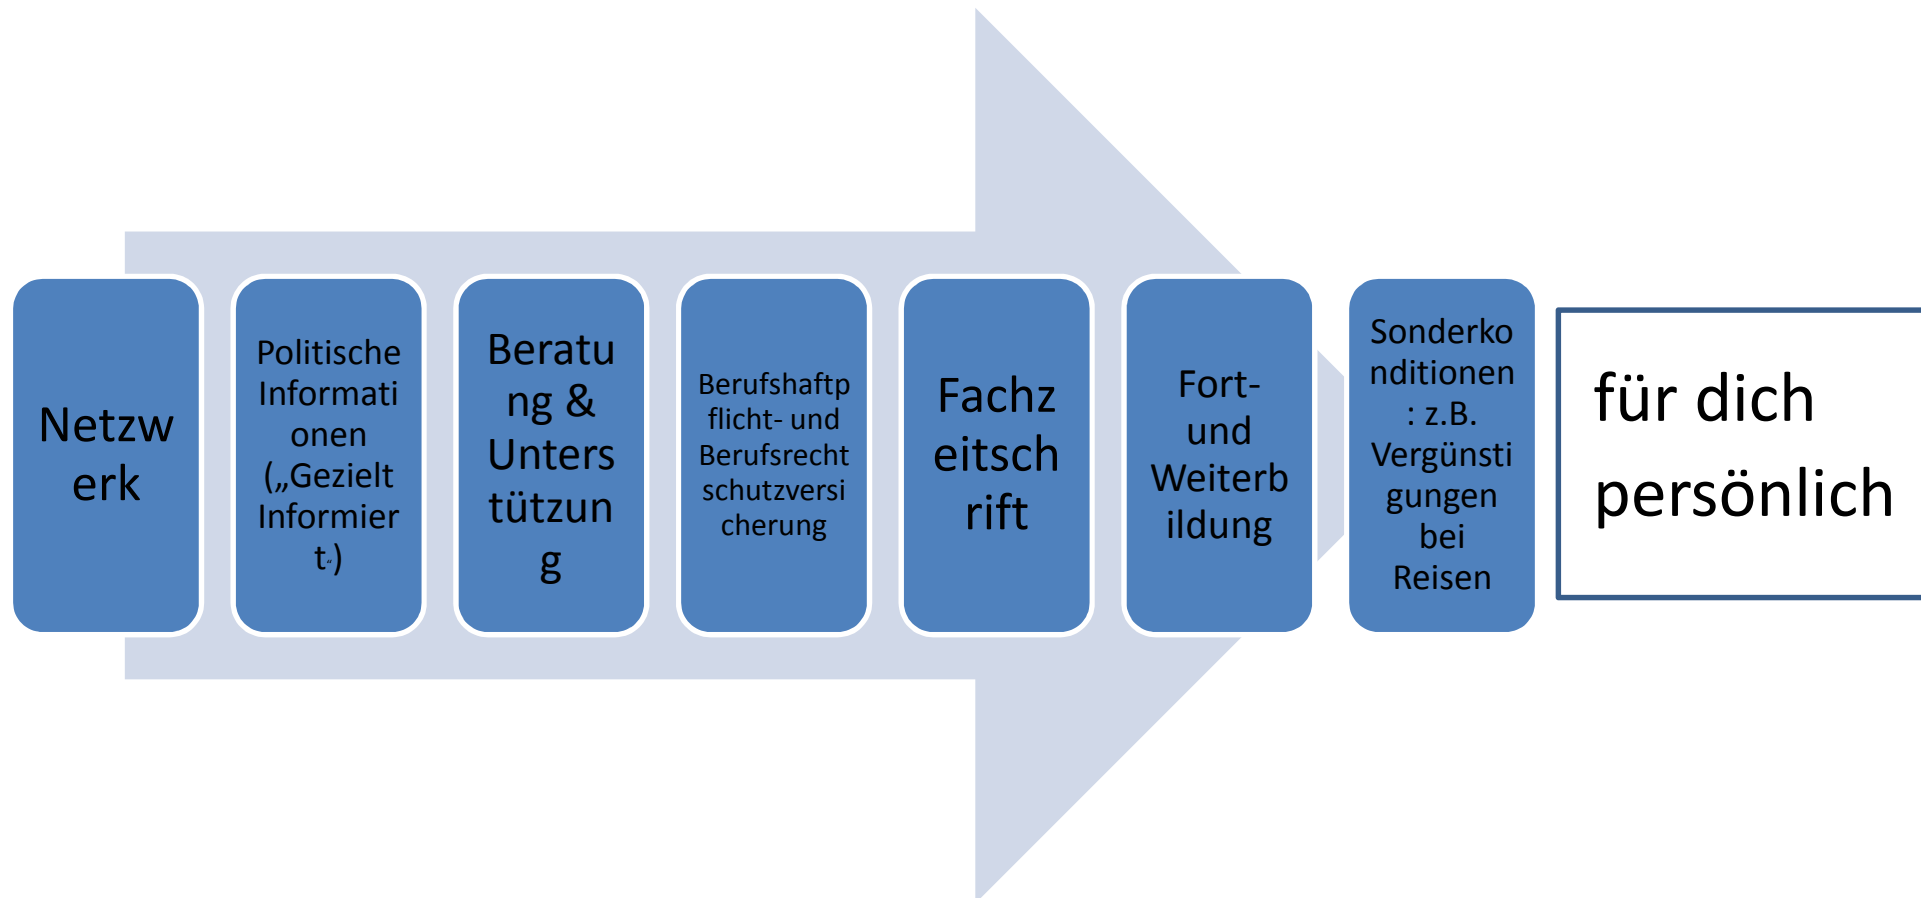 Netzw
erk
Politische
Informati
onen
(„Gezielt
Informier
t“)
Beratu
ng &
Unters
tützun
g
Berufshaftp
flicht- und
Berufsrecht
schutzversi
cherung
Fachz
eitsch
rift
Fort-
und
Weiterb
ildung
Sonderko
nditionen
: z.B.
Vergünsti
gungen
bei
Reisen
für dich
persönlich